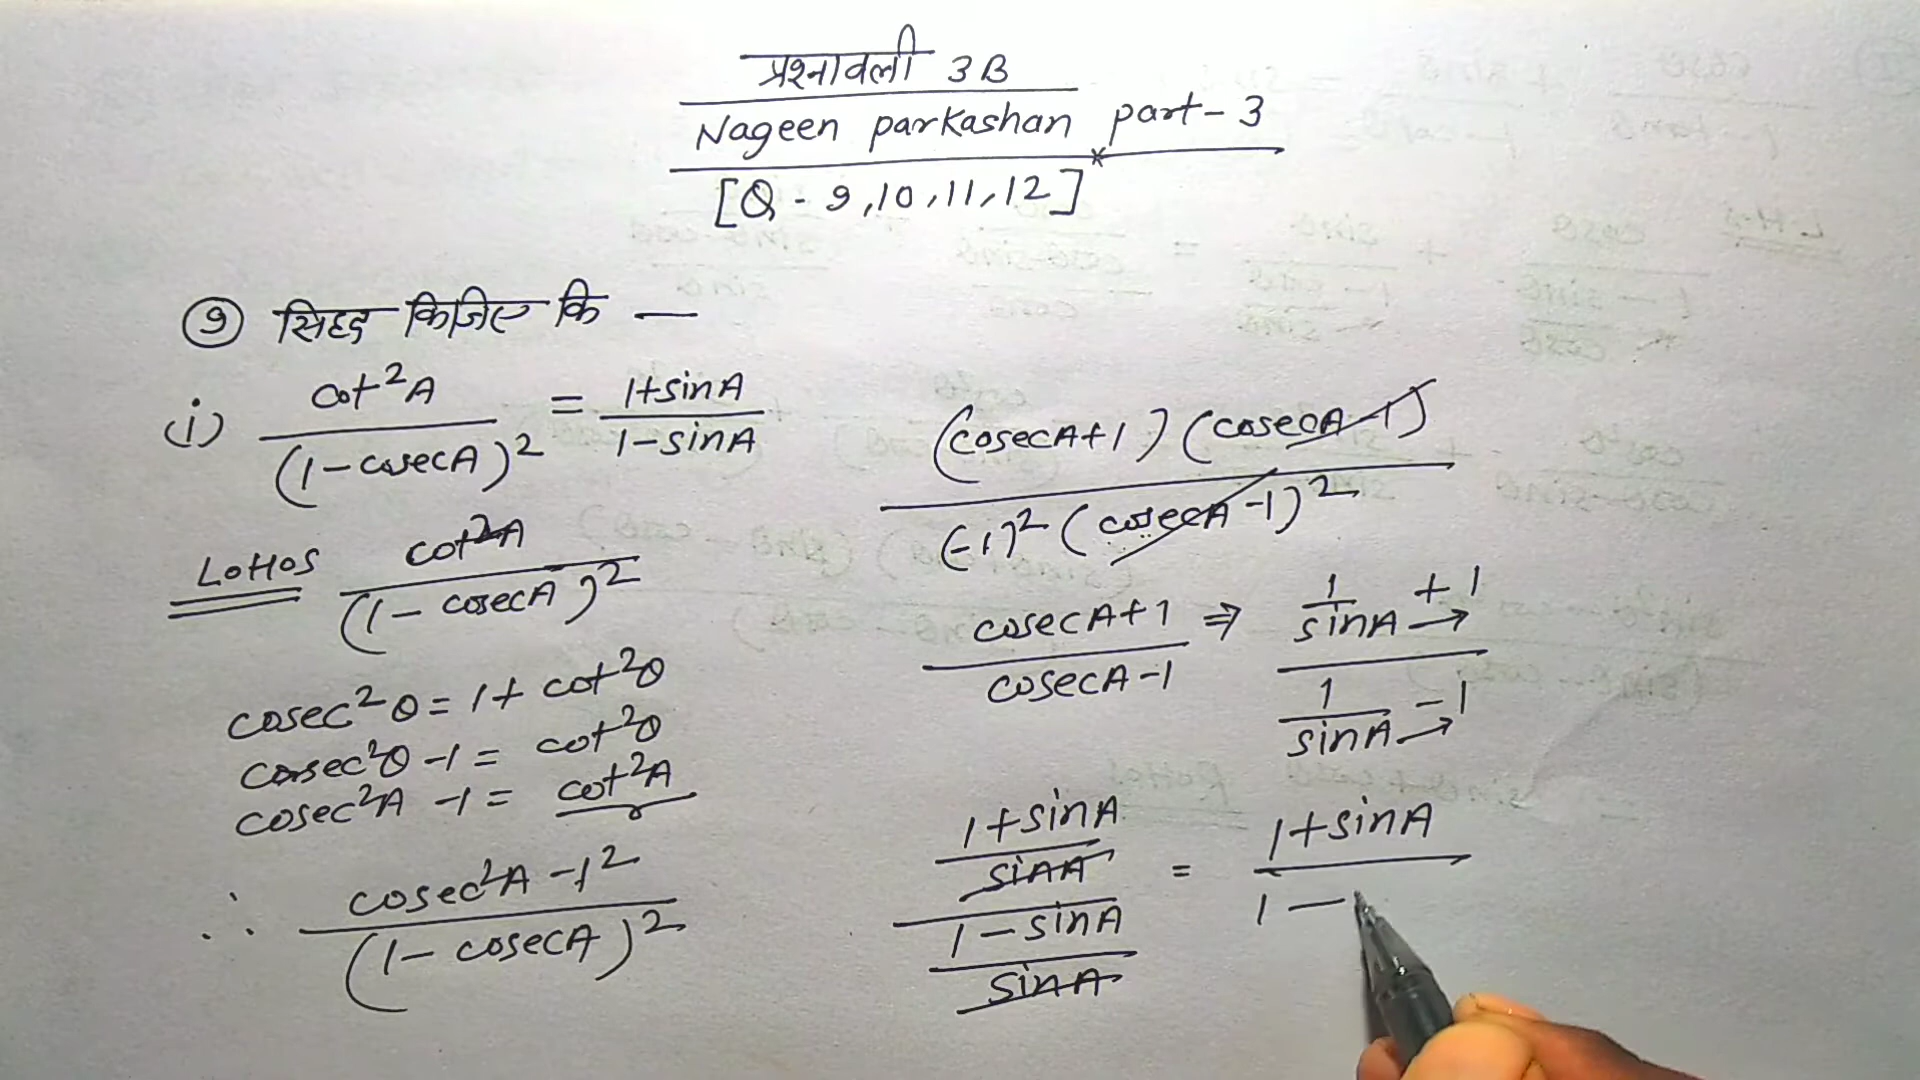 प्रश्नावली 3B
Nageen parkashan part-3
[Q - 9,10,11,12]
9 सिद्ध किजिए कि —
(i) cot²A / (1-cosecA)² = 1+sinA / 1-sinA
LoHoS cot²A / (1-cosecA)²
cosec²θ = 1+cot²θ
cosec²θ -1 = cot²θ
cosec²A -1 = cot²A
∴ cosec²A -1² / (1-cosecA)²
(cosecA+1)(cosecA-1) / (-1)²(cosecA-1)²
cosecA+1 / cosecA-1 ⇒ 1/sinA +1 / 1/sinA -1
1+sinA / sinA / 1-sinA / sinA = 1+sinA / 1-